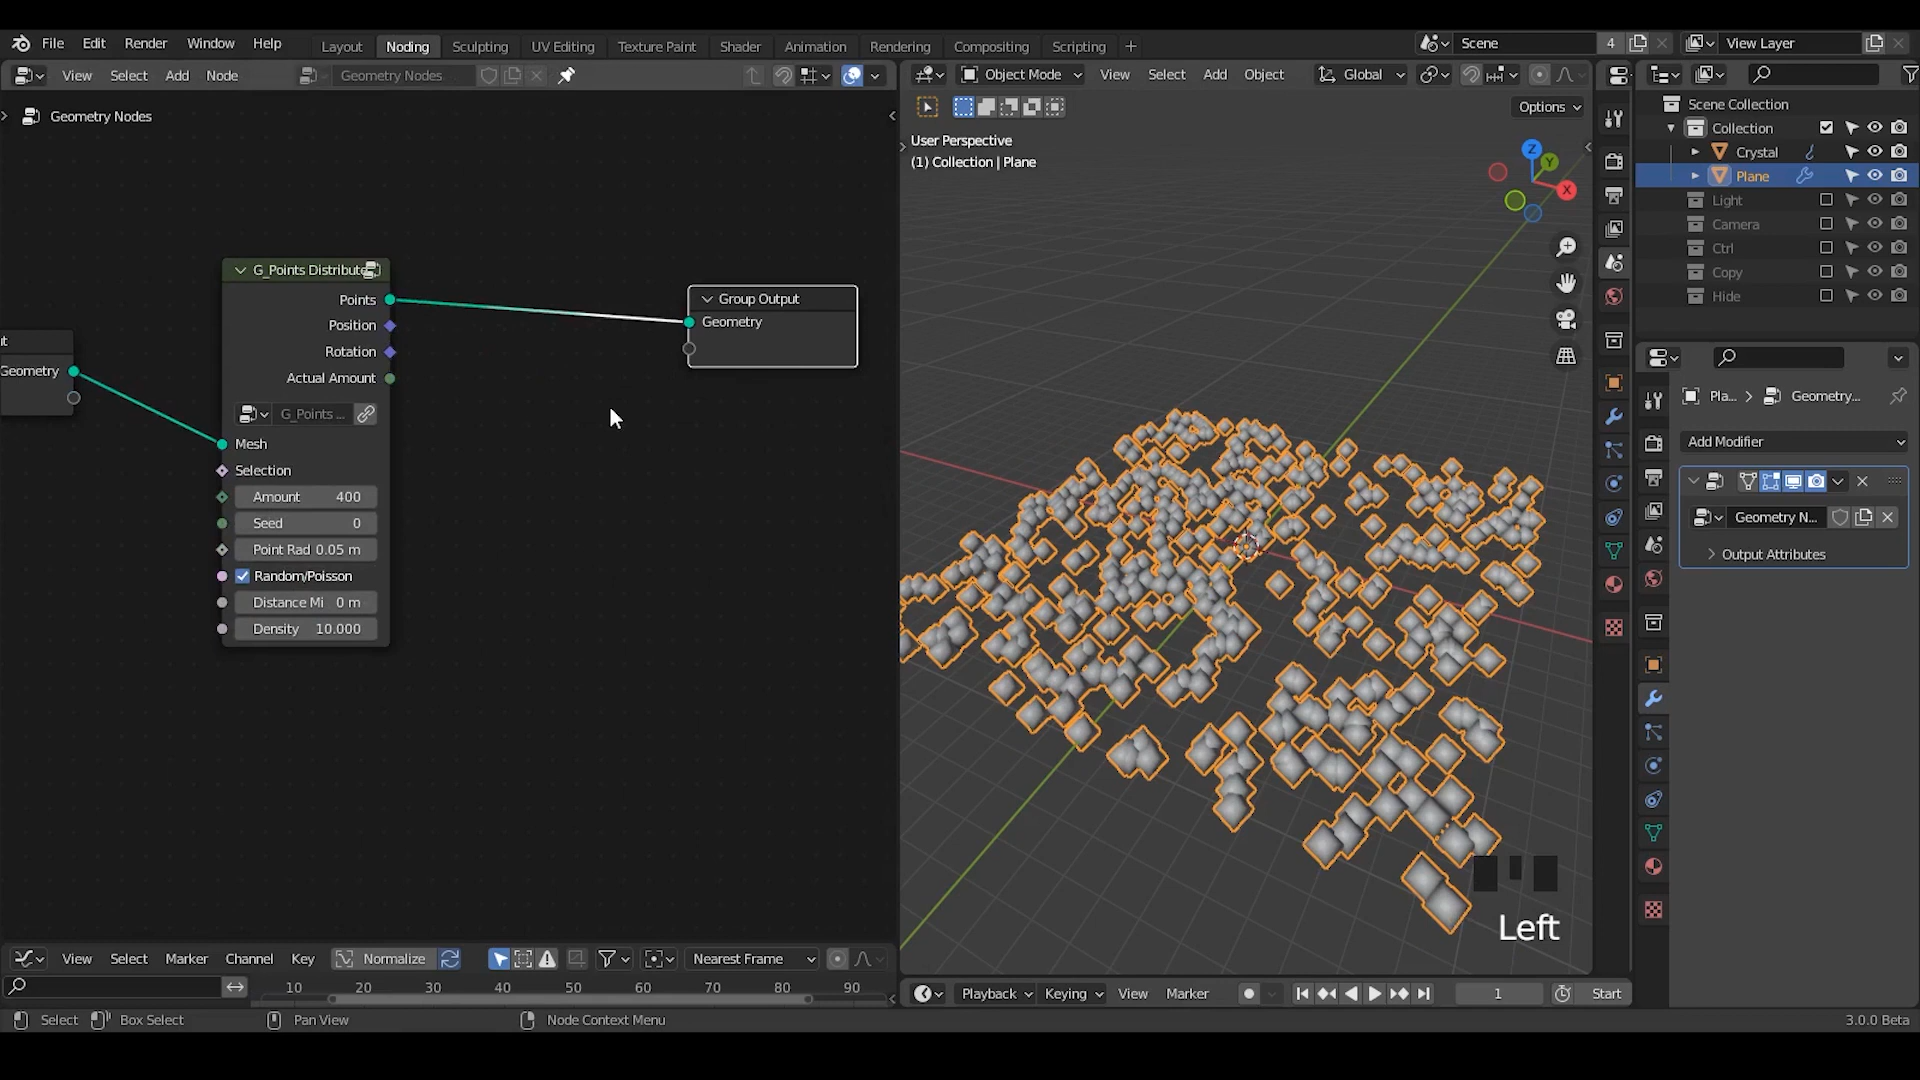 File Edit Render Window Help Layout Noding Sculpting UV Editing Texture Paint Shader Animation Rendering Compositing Scripting + Scene 4 View Layer
View Select Add Node Geometry Nodes Object Mode View Select Add Object Global
Options
Geometry Nodes
User Perspective
(1) Collection | Plane
Z
Y
X
Scene Collection
Collection
Crystal
Plane
Light
Camera
Ctrl
Copy
Hide
G_Points Distribute
Points
Position
Rotation
Actual Amount
G_Points ...
Mesh
Selection
Amount 400
Seed 0
Point Rad 0.05 m
Random/Poisson
Distance Mi 0 m
Density 10.000
Geometry
Group Output
Geometry
Pla... Geometry...
Add Modifier
Geometry N...
Output Attributes
Left
View Select Marker Channel Key Normalize Nearest Frame
10 20 30 40 50 60 70 80 90
Playback Keying View Marker 1 Start
Select Box Select Pan View Node Context Menu 3.0.0 Beta